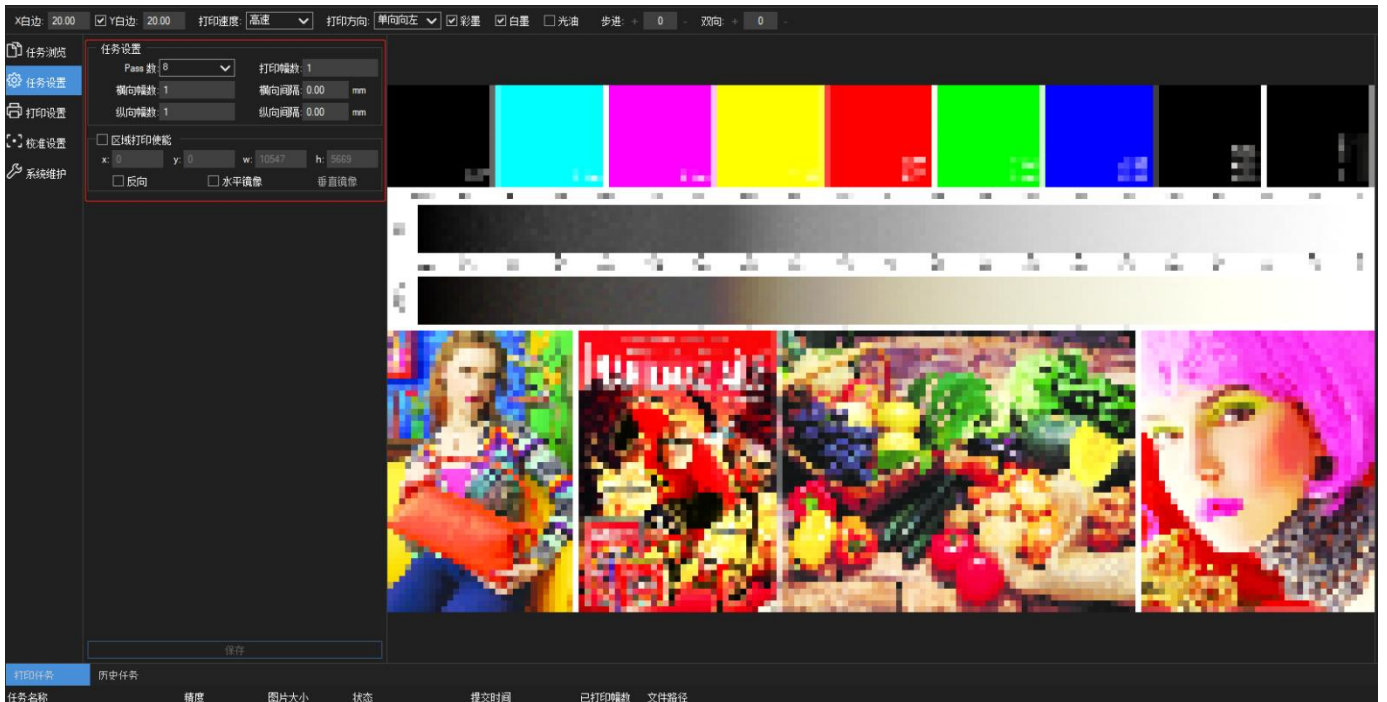 X白边: 20.00 Y白边: 20.00 打印速度: 高速 打印方向: 单向向左 彩墨 白墨 光油 步进: + 0 - 双向: + 0 -
任务浏览
任务设置
打印设置
校准设置
系统维护
任务设置
Pass 数: 8 打印幅数: 1
横向幅数: 1 横向间隔: 0.00 mm
纵向幅数: 1 纵向间隔: 0.00 mm
区域打印使能
x: 0 y: 0 w: 10547 h: 5669
反向 水平镜像 垂直镜像
保存
打印任务 历史任务
任务名称 精度 图片大小 状态 提交时间 已打印幅数 文件路径